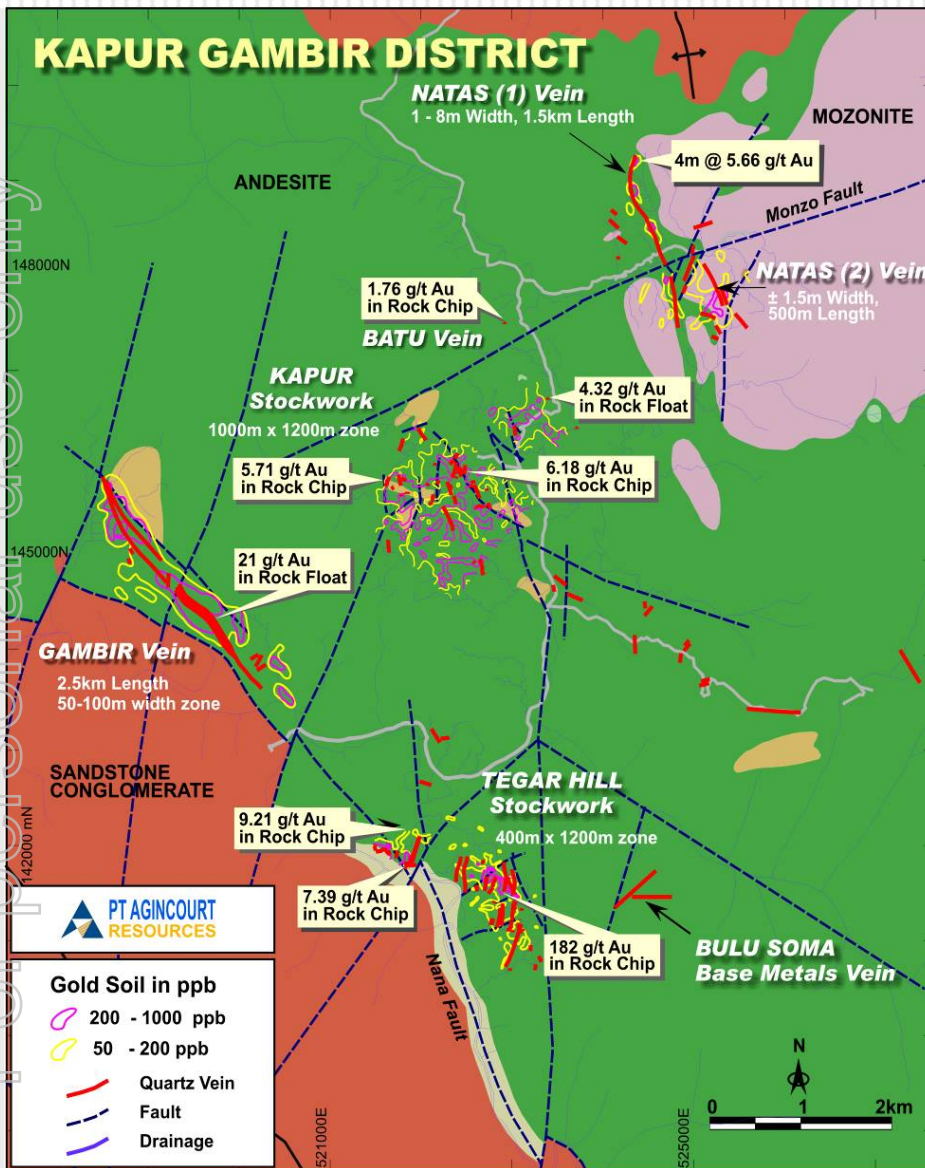 KAPUR GAMBIR DISTRICT
NATAS (1) Vein
1 - 8m Width, 1.5km Length
MOZONITE
4m @ 5.66 g/t Au
ANDESITE
Monzo Fault
148000N
NATAS (2) Vein
± 1.5m Width,
500m Length
1.76 g/t Au
in Rock Chip
BATU Vein
KAPUR
Stockwork
1000m x 1200m zone
4.32 g/t Au
in Rock Float
5.71 g/t Au
in Rock Chip
6.18 g/t Au
in Rock Chip
145000N
21 g/t Au
in Rock Float
GAMBIR Vein
2.5km Length
50-100m width zone
SANDSTONE
CONGLOMERATE
TEGAR HILL
Stockwork
400m x 1200m zone
9.21 g/t Au
in Rock Chip
142000 mN
7.39 g/t Au
in Rock Chip
182 g/t Au
in Rock Chip
BULU SOMA
Base Metals Vein
Nana Fault
PT AGINCOURT
RESOURCES
Gold Soil in ppb
200 - 1000 ppb
50 - 200 ppb
Quartz Vein
Fault
Drainage
521000E
525000E
N
0 1 2km
For personal use only